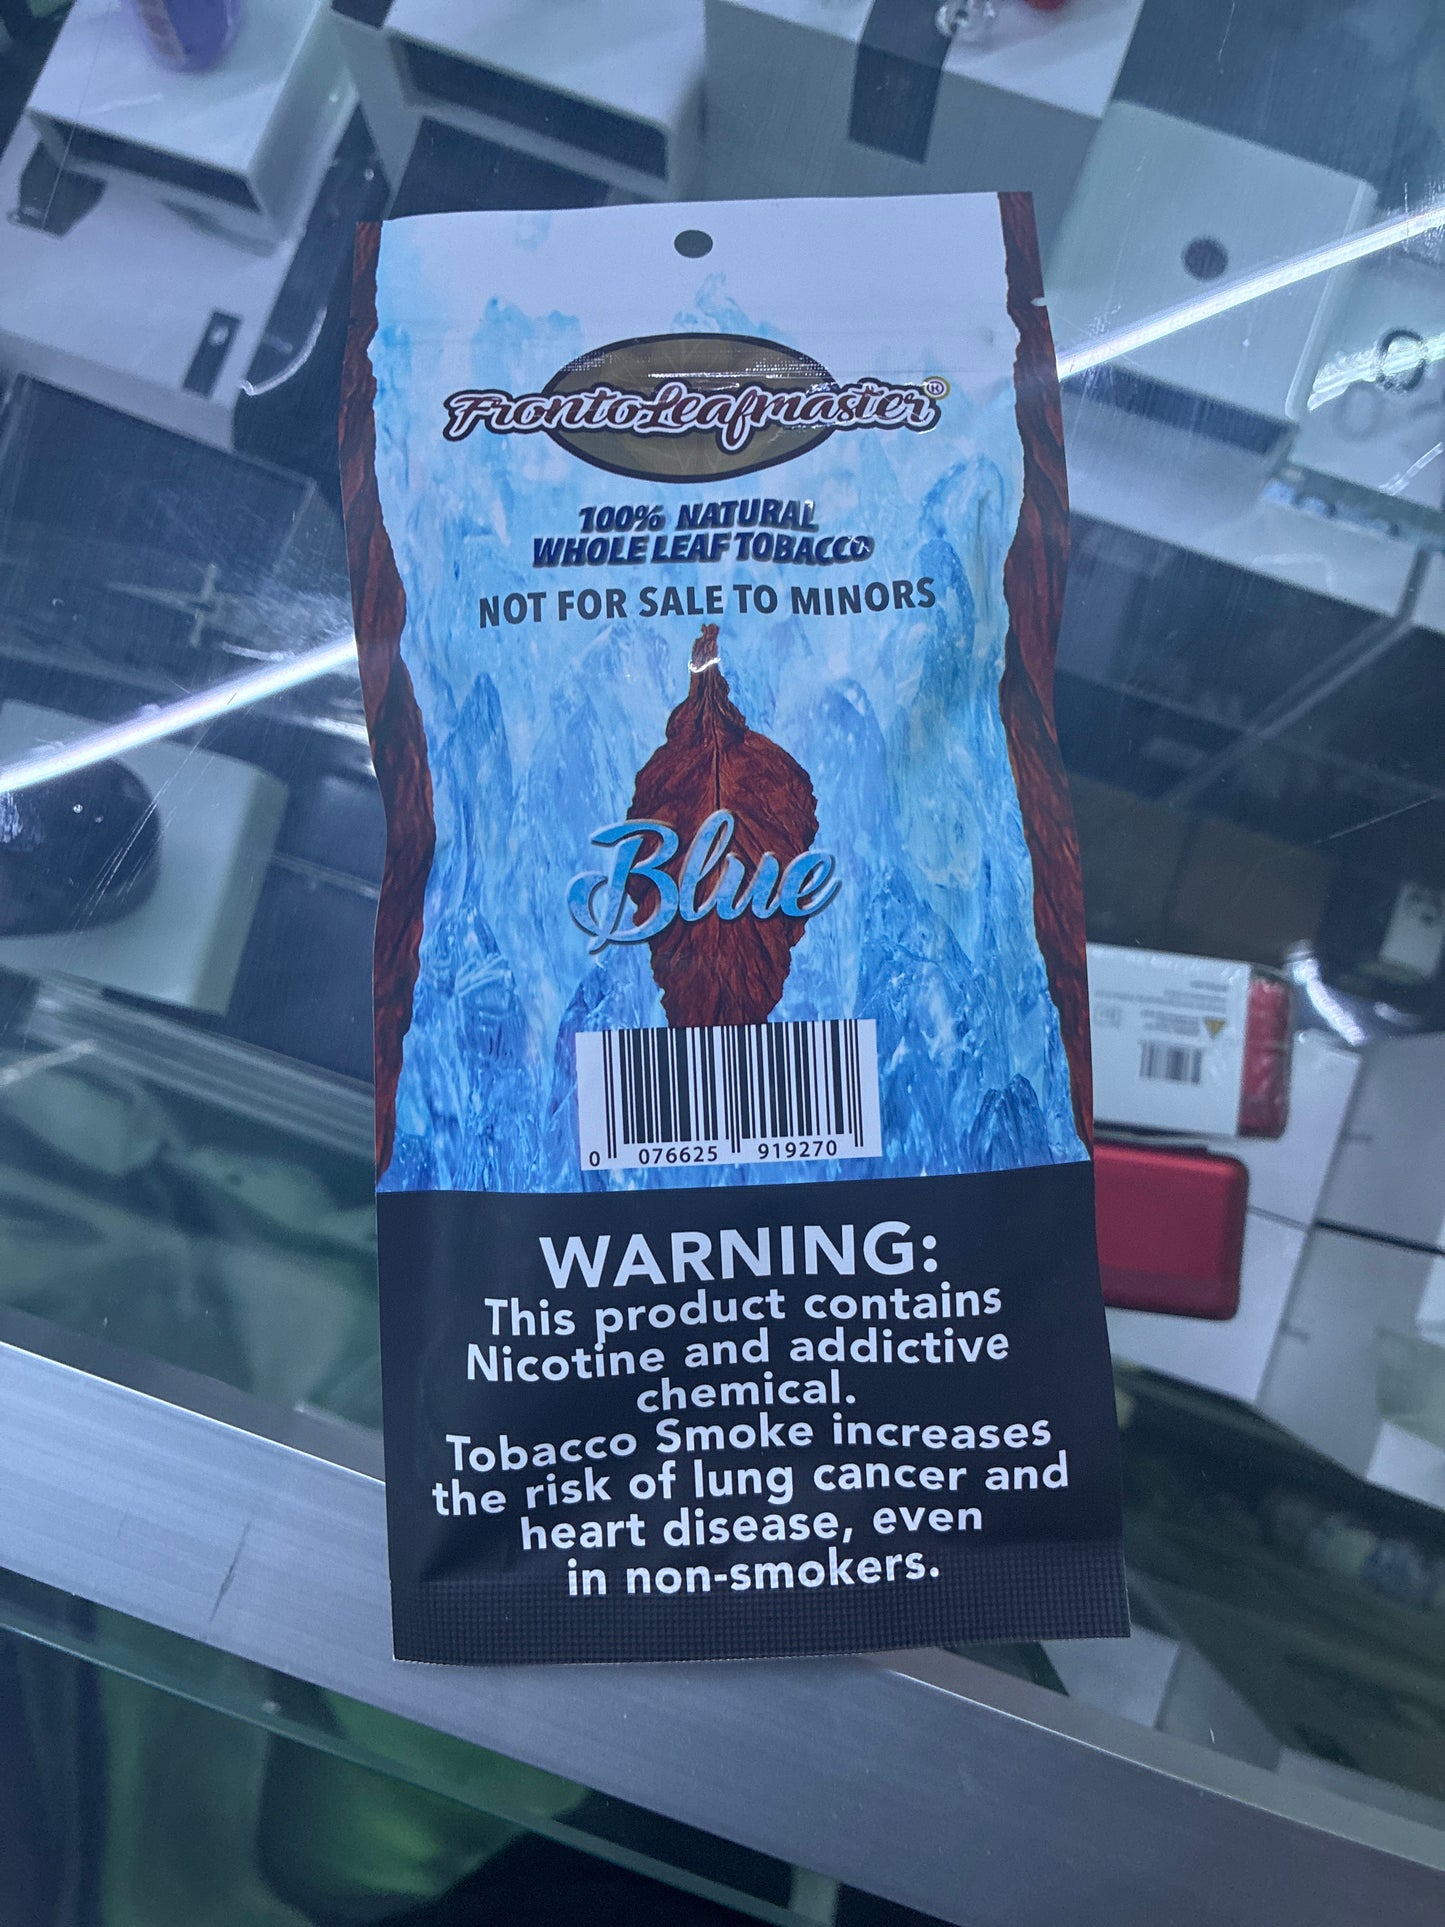 FrontoLeafmaster®
100% NATURAL
WHOLE LEAF TOBACCO
NOT FOR SALE TO MINORS
Blue
0 076625 919270
WARNING:
This product contains
Nicotine and addictive
chemical.
Tobacco Smoke increases
the risk of lung cancer and
heart disease, even
in non-smokers.